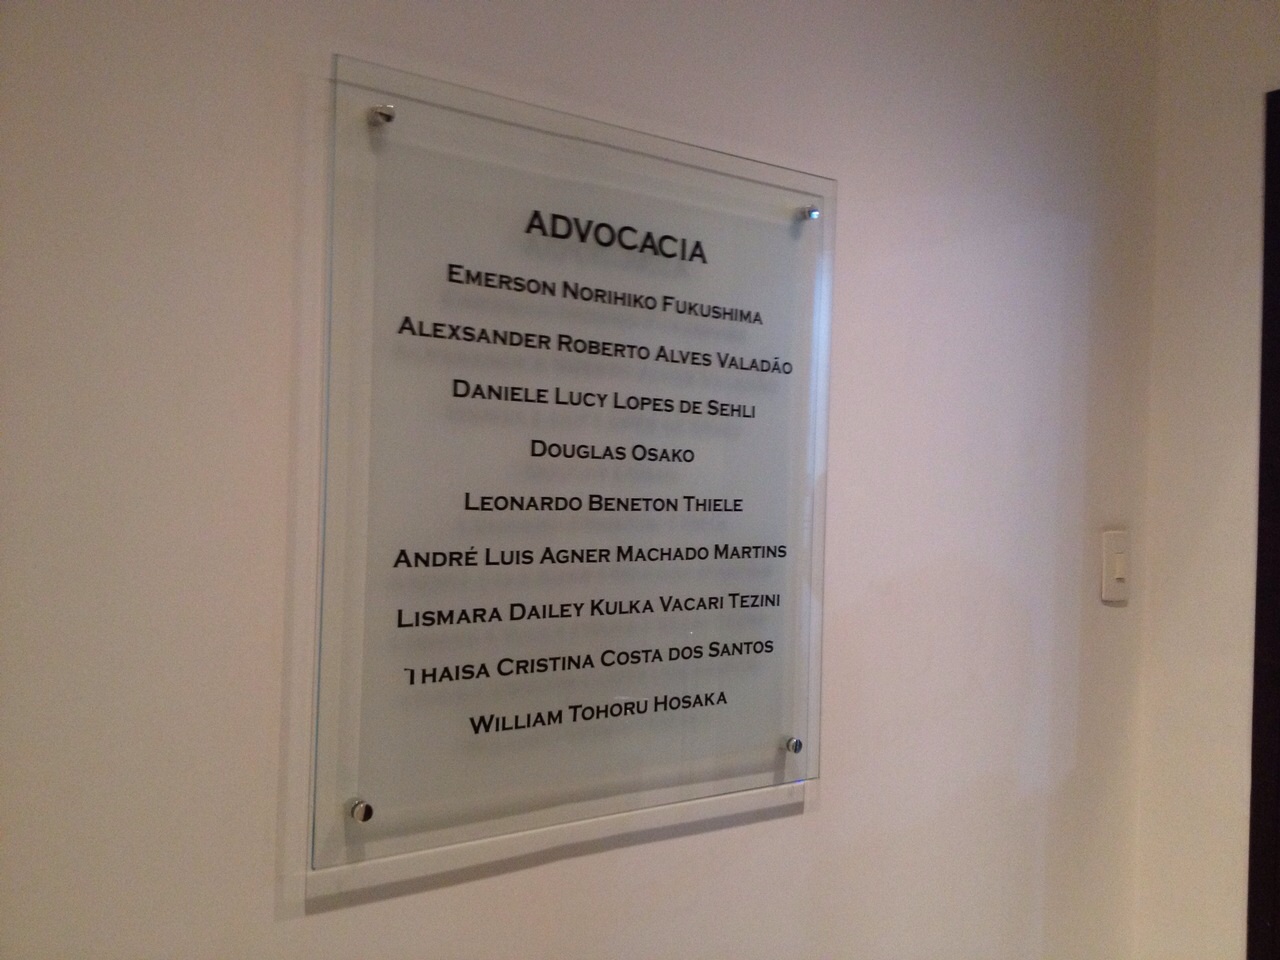 ADVOCACIA
EMERSON NORIHIKO FUKUSHIMA
ALEXSANDER ROBERTO ALVES VALADÃO
DANIELE LUCY LOPES DE SEHLI
DOUGLAS OSAKO
LEONARDO BENETON THIELE
ANDRÉ LUIS AGNER MACHADO MARTINS
LISMARA DAILEY KULKA VACARI TEZINI
THAISA CRISTINA COSTA DOS SANTOS
WILLIAM TOHORU HOSAKA